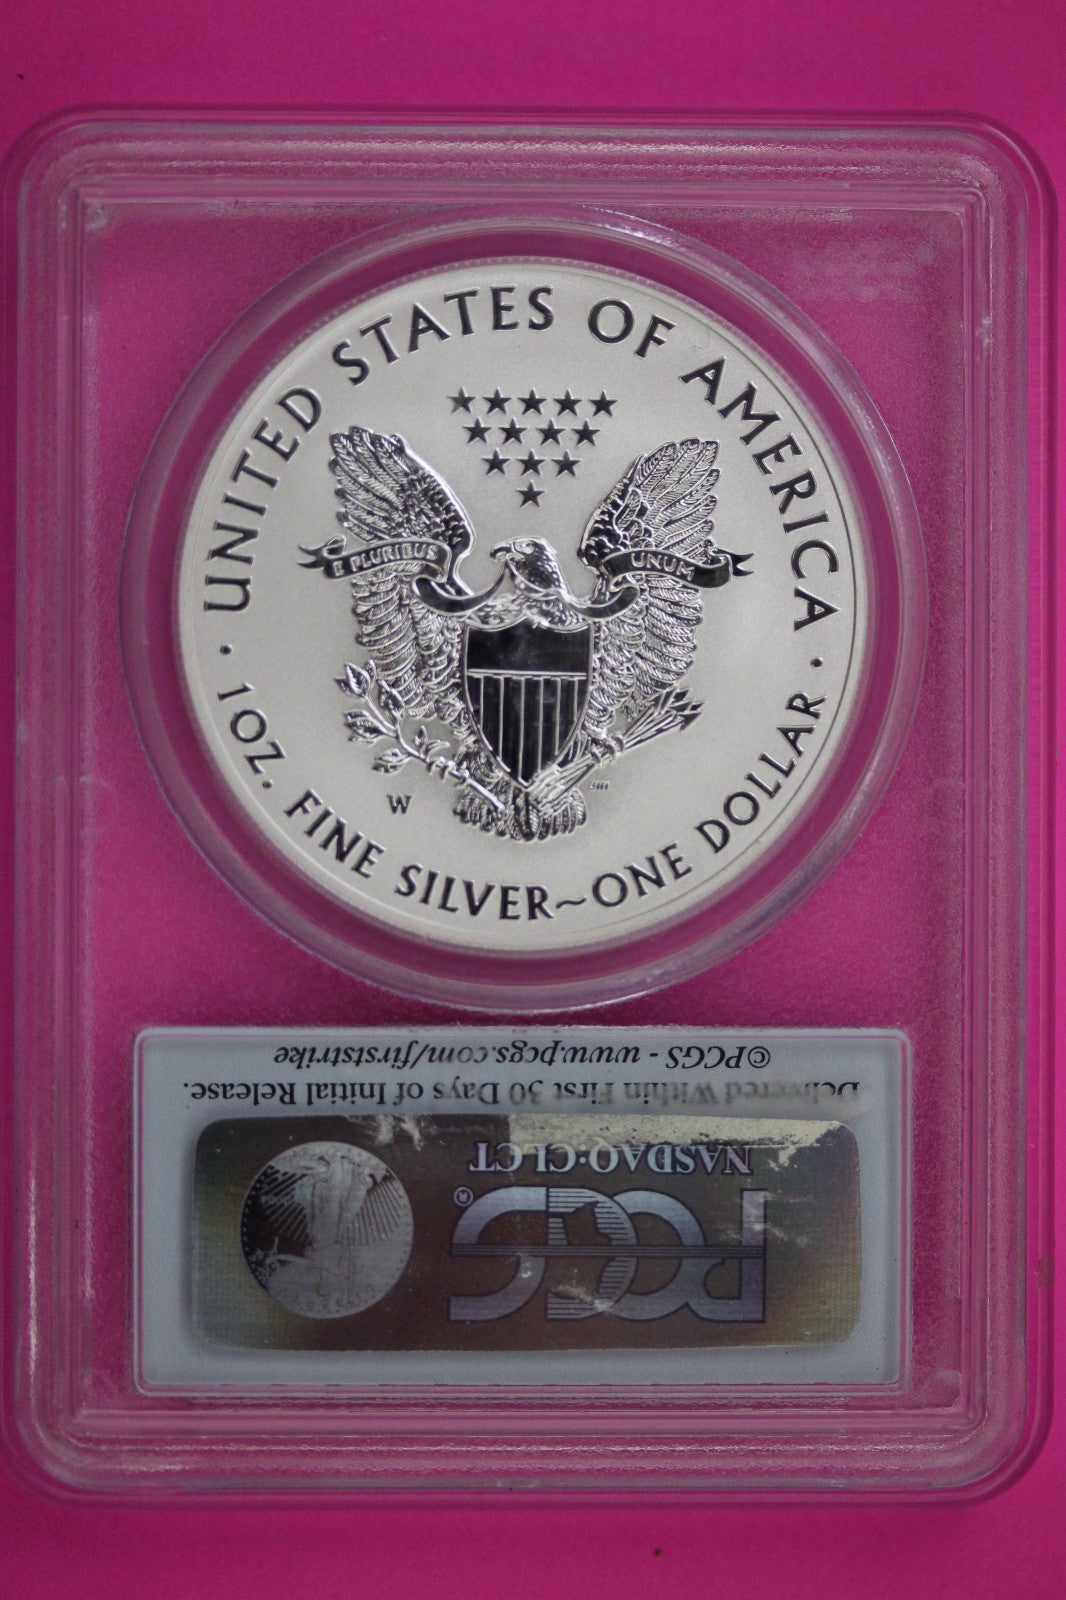 UNITED STATES OF AMERICA
E PLURIBUS UNUM
W
1 OZ. FINE SILVER~ONE DOLLAR
PCGS®
NASDAQ:CLCT
Delivered Within First 30 Days of Initial Release.
©PCGS - www.pcgs.com/firststrike